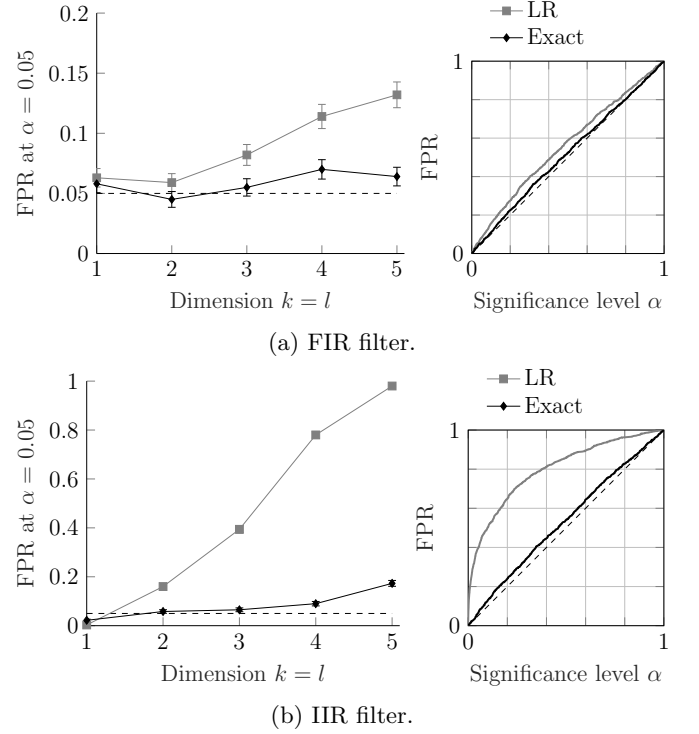 LR
Exact
0.2
0.15
0.1
0.05
0
FPR at α = 0.05
1 2 3 4 5
Dimension k = l
1
0
FPR
0 1
Significance level α
(a) FIR filter.
LR
Exact
1
0.8
0.6
0.4
0.2
0
FPR at α = 0.05
1 2 3 4 5
Dimension k = l
1
0
FPR
0 1
Significance level α
(b) IIR filter.